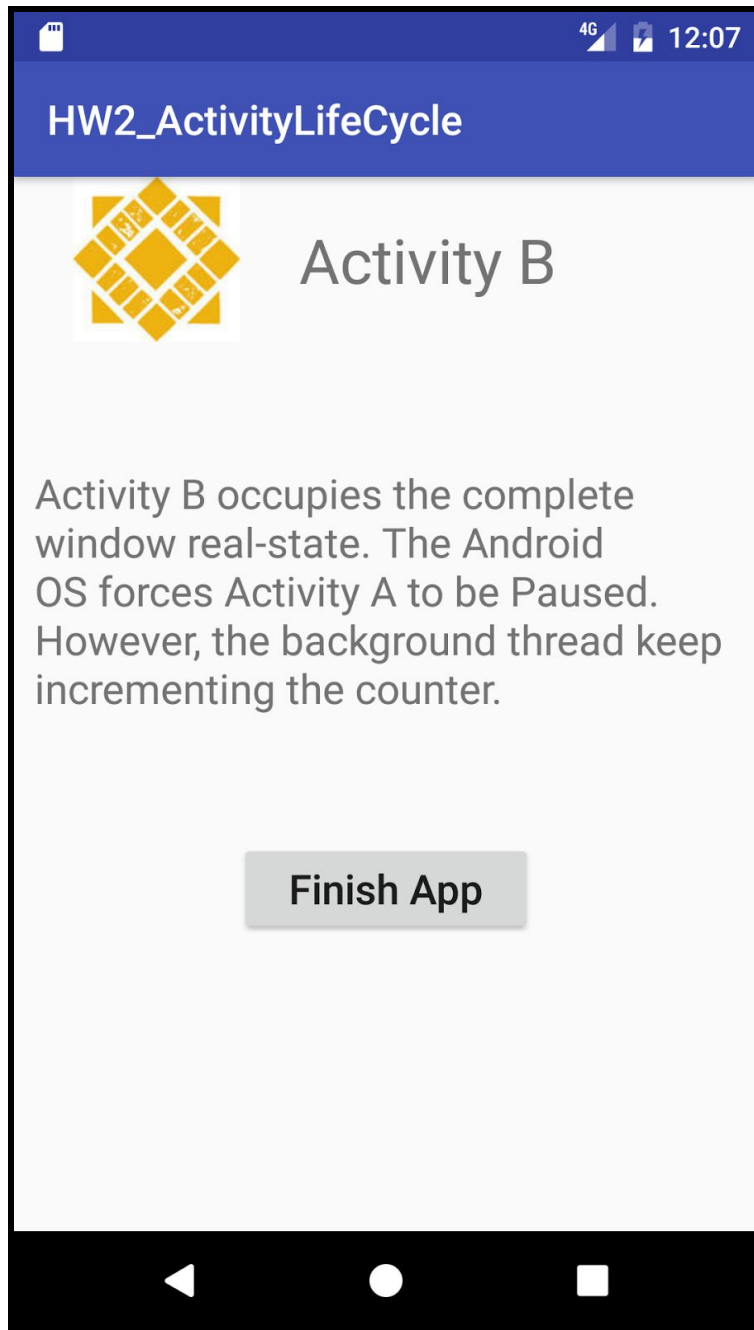 4G 12:07
HW2_ActivityLifeCycle
Activity B
Activity B occupies the complete
window real-state. The Android
OS forces Activity A to be Paused.
However, the background thread keep
incrementing the counter.
Finish App